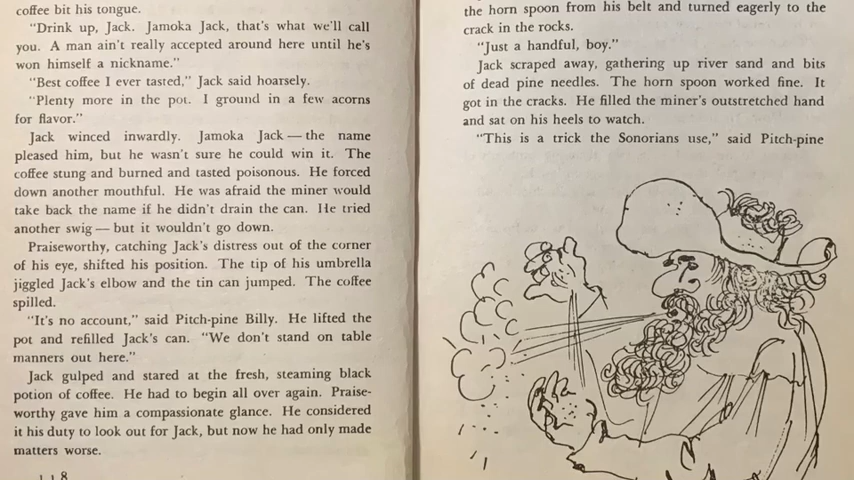 coffee bit his tongue.
"Drink up, Jack. Jamoka Jack, that's what we'll call
you. A man ain't really accepted around here until he's
won himself a nickname."
"Best coffee I ever tasted," Jack said hoarsely.
"Plenty more in the pot. I ground in a few acorns
for flavor."
Jack winced inwardly. Jamoka Jack — the name
pleased him, but he wasn't sure he could win it. The
coffee stung and burned and tasted poisonous. He forced
down another mouthful. He was afraid the miner would
take back the name if he didn't drain the can. He tried
another swig — but it wouldn't go down.
Praiseworthy, catching Jack's distress out of the corner
of his eye, shifted his position. The tip of his umbrella
jiggled Jack's elbow and the tin can jumped. The coffee
spilled.
"It's no account," said Pitch-pine Billy. He lifted the
pot and refilled Jack's can. "We don't stand on table
manners out here."
Jack gulped and stared at the fresh, steaming black
potion of coffee. He had to begin all over again. Praise-
worthy gave him a compassionate glance. He considered
it his duty to look out for Jack, but now he had only made
matters worse.
118
the horn spoon from his belt and turned eagerly to the
crack in the rocks.
"Just a handful, boy."
Jack scraped away, gathering up river sand and bits
of dead pine needles. The horn spoon worked fine. It
got in the cracks. He filled the miner's outstretched hand
and sat on his heels to watch.
"This is a trick the Sonorians use," said Pitch-pine